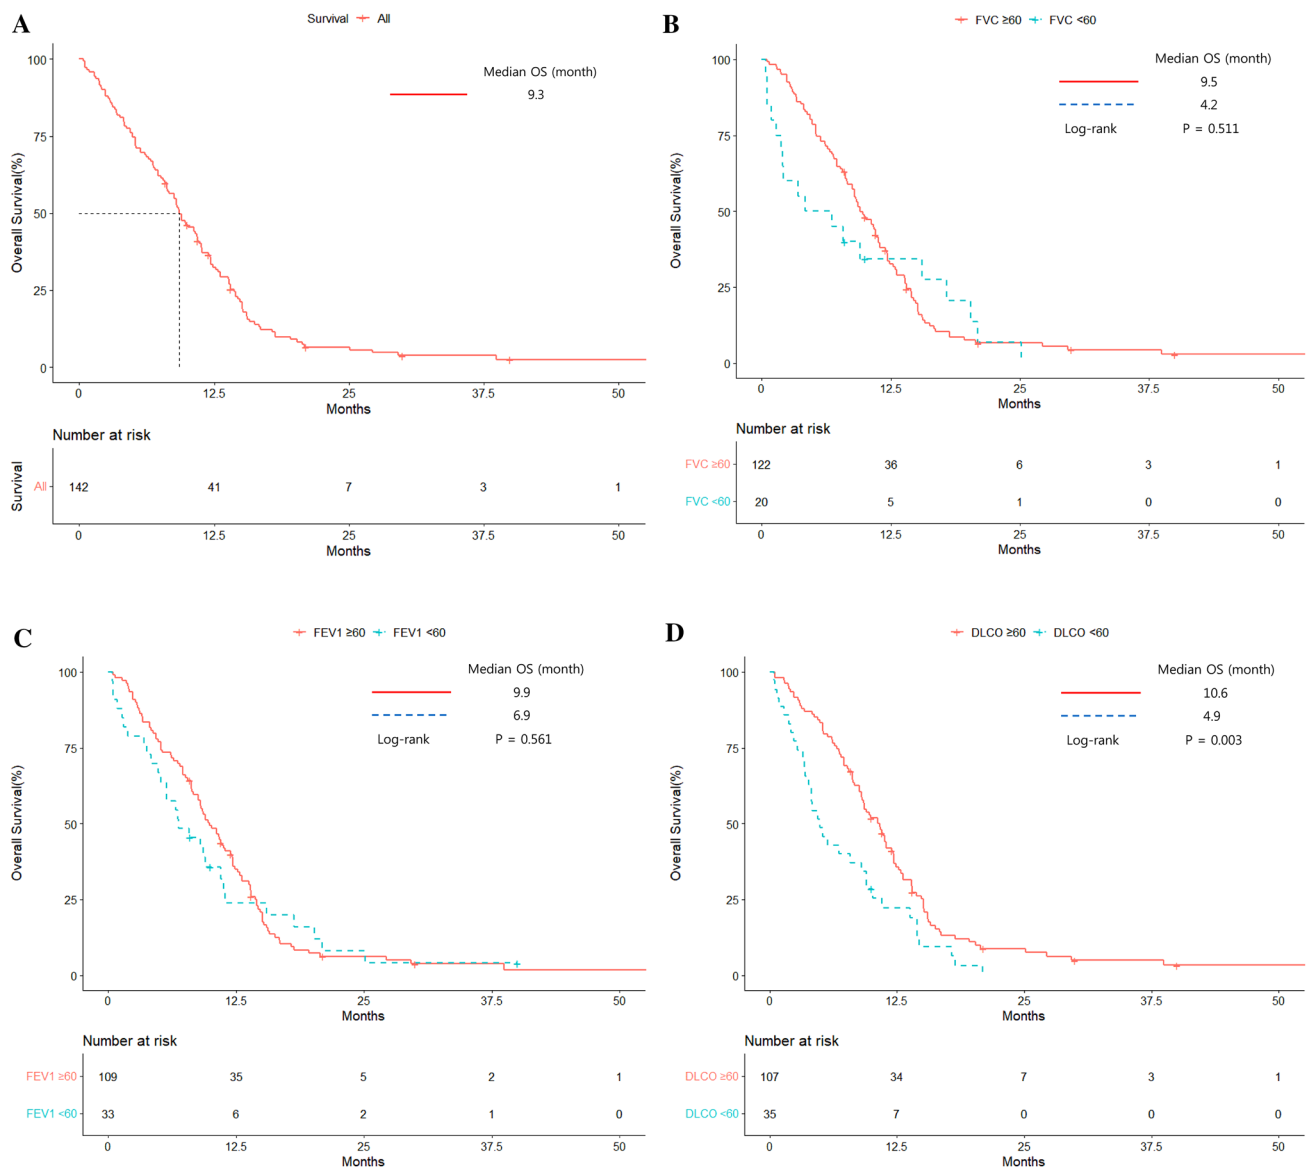 A
Survival All
Overall Survival(%)
100
75
50
25
0
Median OS (month)
9.3
0 12.5 25 37.5 50
Months
Number at risk
Survival
All 142 41 7 3 1
0 12.5 25 37.5 50
Months
B
FVC ≥60 FVC <60
Overall Survival(%)
100
75
50
25
0
Median OS (month)
9.5
4.2
Log-rank P = 0.511
0 12.5 25 37.5 50
Months
Number at risk
FVC ≥60 122 36 6 3 1
FVC <60 20 5 1 0 0
0 12.5 25 37.5 50
Months
C
FEV1 ≥60 FEV1 <60
Overall Survival(%)
100
75
50
25
0
Median OS (month)
9.9
6.9
Log-rank P = 0.561
0 12.5 25 37.5 50
Months
Number at risk
FEV1 ≥60 109 35 5 2 1
FEV1 <60 33 6 2 1 0
0 12.5 25 37.5 50
Months
D
DLCO ≥60 DLCO <60
Overall Survival(%)
100
75
50
25
0
Median OS (month)
10.6
4.9
Log-rank P = 0.003
0 12.5 25 37.5 50
Months
Number at risk
DLCO ≥60 107 34 7 3 1
DLCO <60 35 7 0 0 0
0 12.5 25 37.5 50
Months